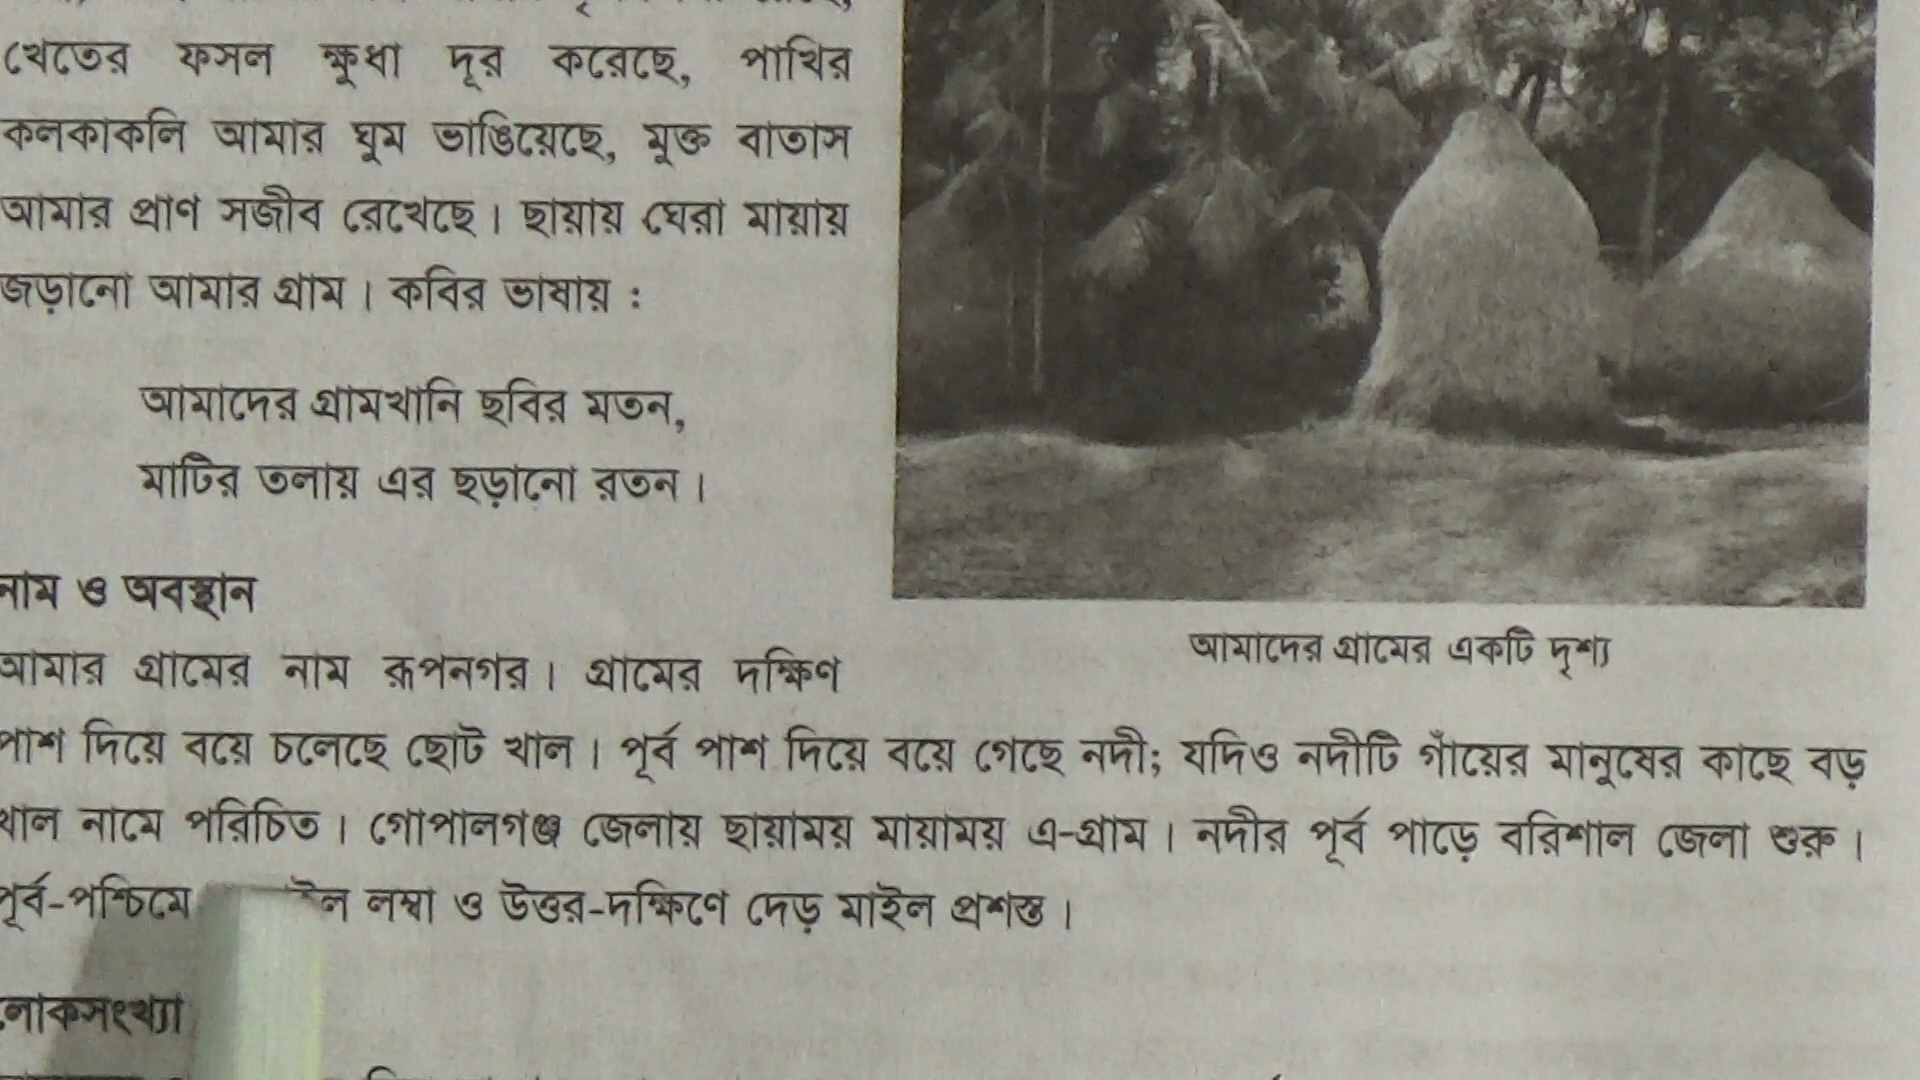 খেতের ফসল ক্ষুধা দূর করেছে, পাখির
কলকাকলি আমার ঘুম ভাঙিয়েছে, মুক্ত বাতাস
আমার প্রাণ সজীব রেখেছে। ছায়ায় ঘেরা মায়ায়
জড়ানো আমার গ্রাম। কবির ভাষায় :
আমাদের গ্রামখানি ছবির মতন,
মাটির তলায় এর ছড়ানো রতন।
নাম ও অবস্থান
আমাদের গ্রামের একটি দৃশ্য
আমার গ্রামের নাম রূপনগর। গ্রামের দক্ষিণ
পাশ দিয়ে বয়ে চলেছে ছোট খাল। পূর্ব পাশ দিয়ে বয়ে গেছে নদী; যদিও নদীটি গাঁয়ের মানুষের কাছে বড়
খাল নামে পরিচিত। গোপালগঞ্জ জেলায় ছায়াময় মায়াময় এ-গ্রাম। নদীর পূর্ব পাড়ে বরিশাল জেলা শুরু।
পূর্ব-পশ্চিমে লম্বা ও উত্তর-দক্ষিণে দেড় মাইল প্রশস্ত।
লোকসংখ্যা